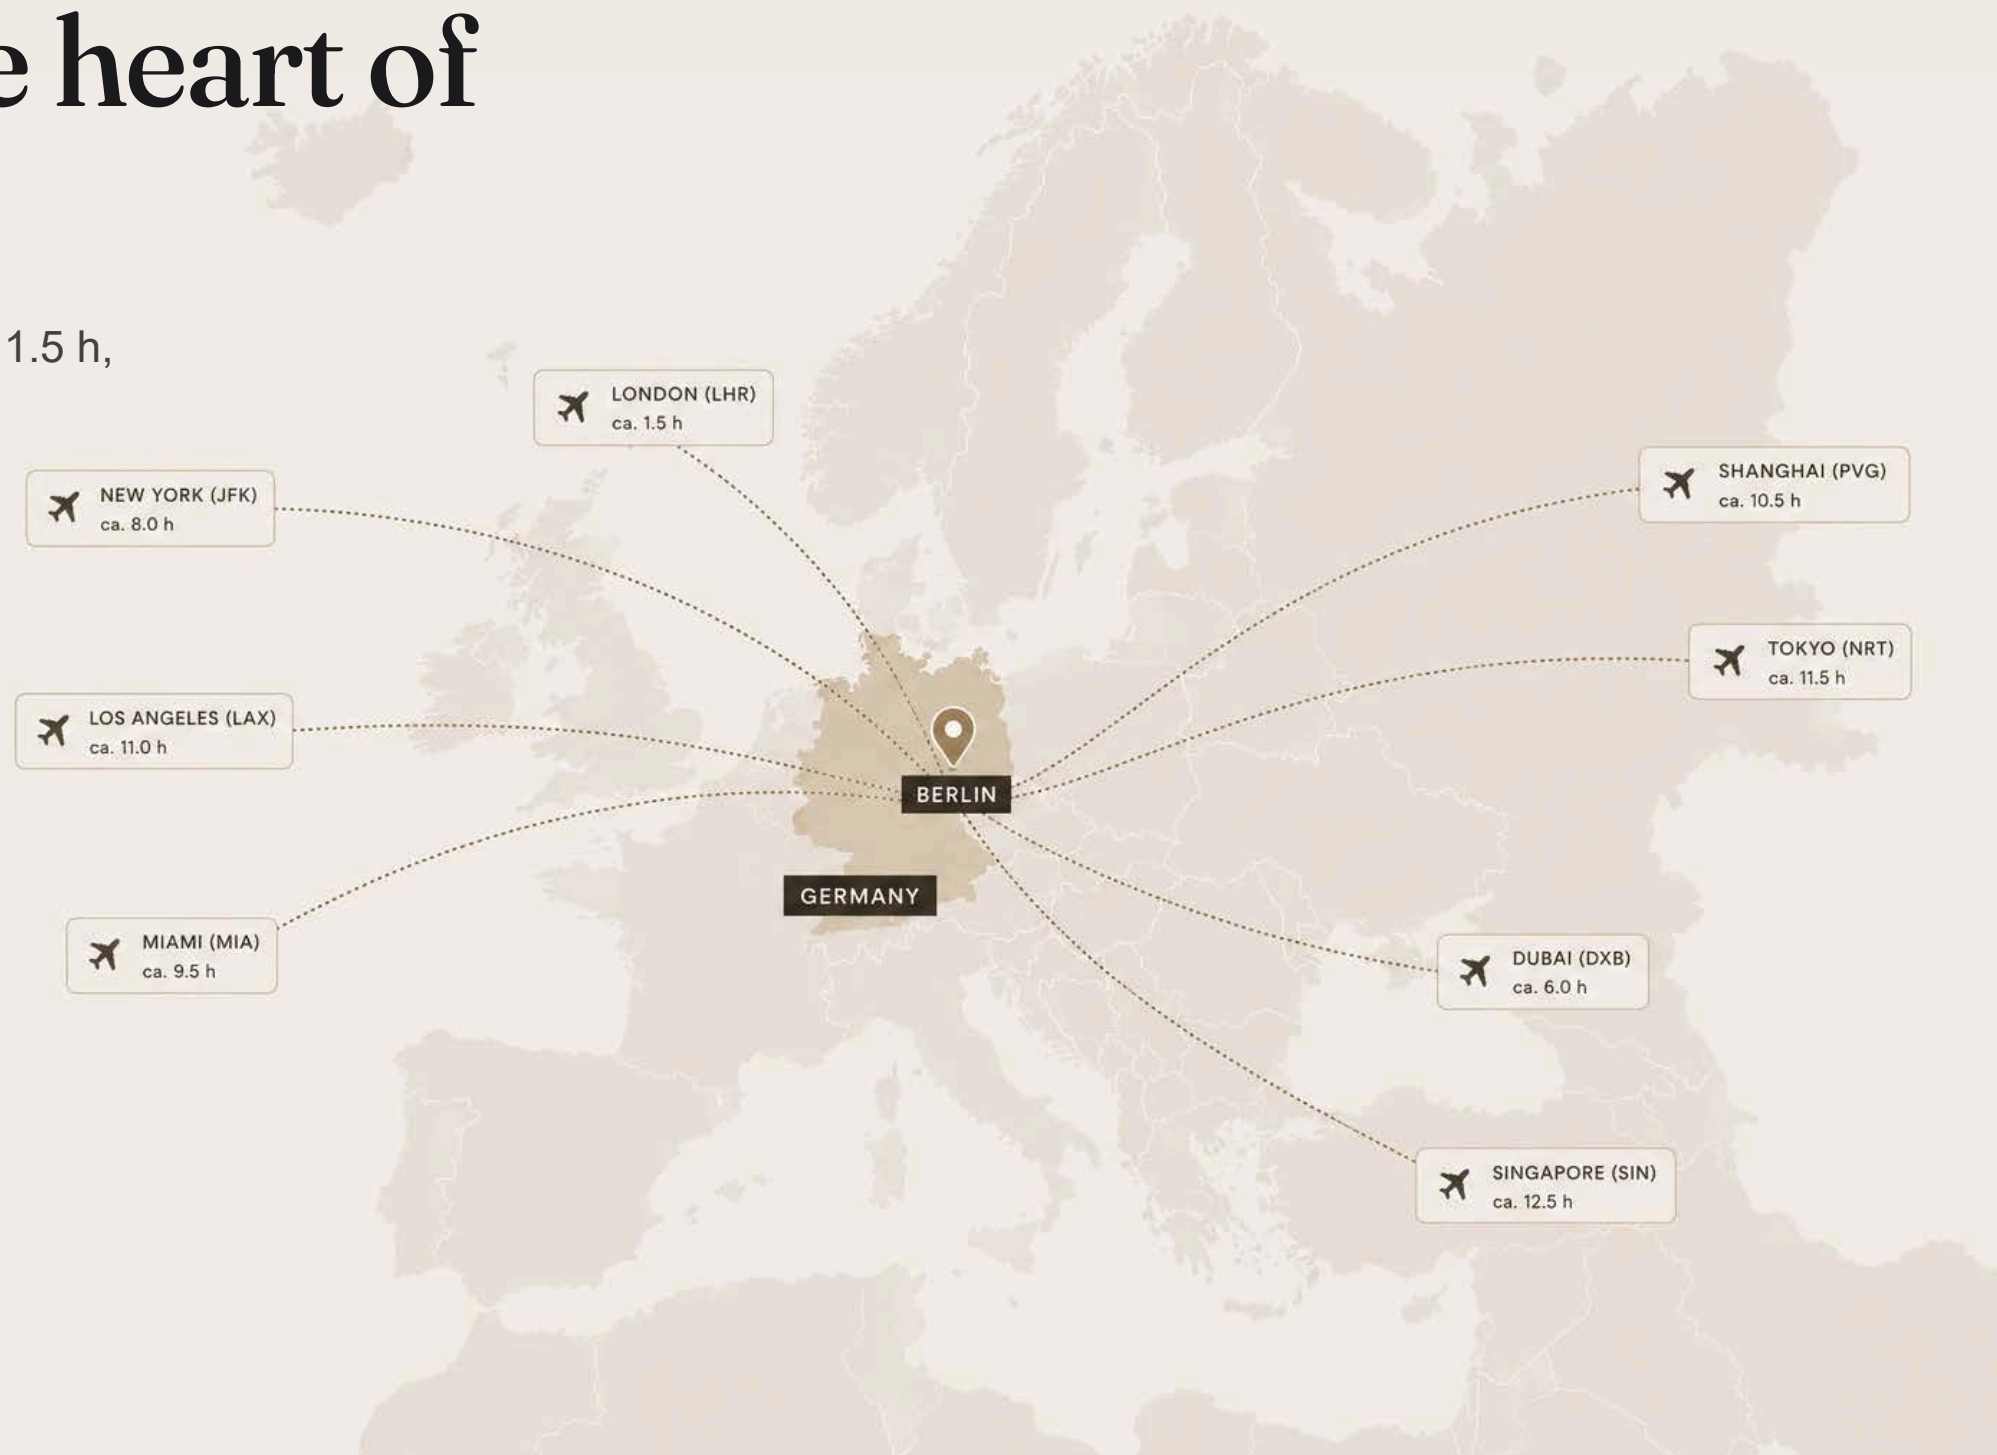 e heart of
1.5 h,
LONDON (LHR)
ca. 1.5 h
NEW YORK (JFK)
ca. 8.0 h
SHANGHAI (PVG)
ca. 10.5 h
TOKYO (NRT)
ca. 11.5 h
LOS ANGELES (LAX)
ca. 11.0 h
BERLIN
GERMANY
MIAMI (MIA)
ca. 9.5 h
DUBAI (DXB)
ca. 6.0 h
SINGAPORE (SIN)
ca. 12.5 h